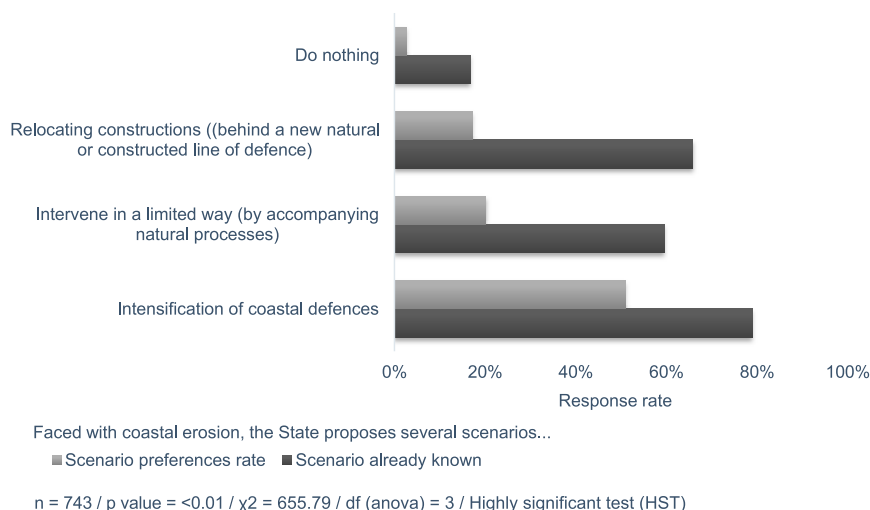 Do nothing
Relocating constructions ((behind a new natural
or constructed line of defence)
Intervene in a limited way (by accompanying
natural processes)
Intensification of coastal defences
0% 20% 40% 60% 80% 100%
Response rate
Faced with coastal erosion, the State proposes several scenarios...
Scenario preferences rate Scenario already known
n = 743 / p value = <0.01 / χ2 = 655.79 / df (anova) = 3 / Highly significant test (HST)